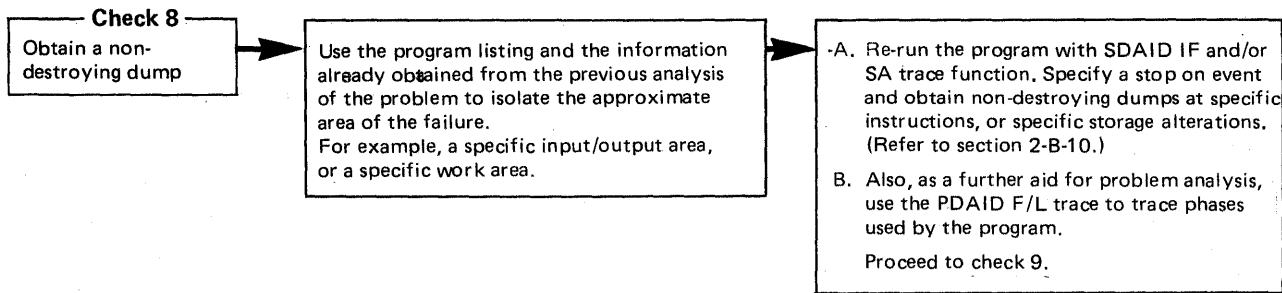 Check 8
Obtain a non-
destroying dump
Use the program listing and the information
already obtained from the previous analysis
of the problem to isolate the approximate
area of the failure.
For example, a specific input/output area,
or a specific work area.
-A. Re-run the program with SDAID IF and/or
SA trace function. Specify a stop on event
and obtain non-destroying dumps at specific
instructions, or specific storage alterations.
(Refer to section 2-B-10.)
B. Also, as a further aid for problem analysis,
use the PDAID F/L trace to trace phases
used by the program.
Proceed to check 9.